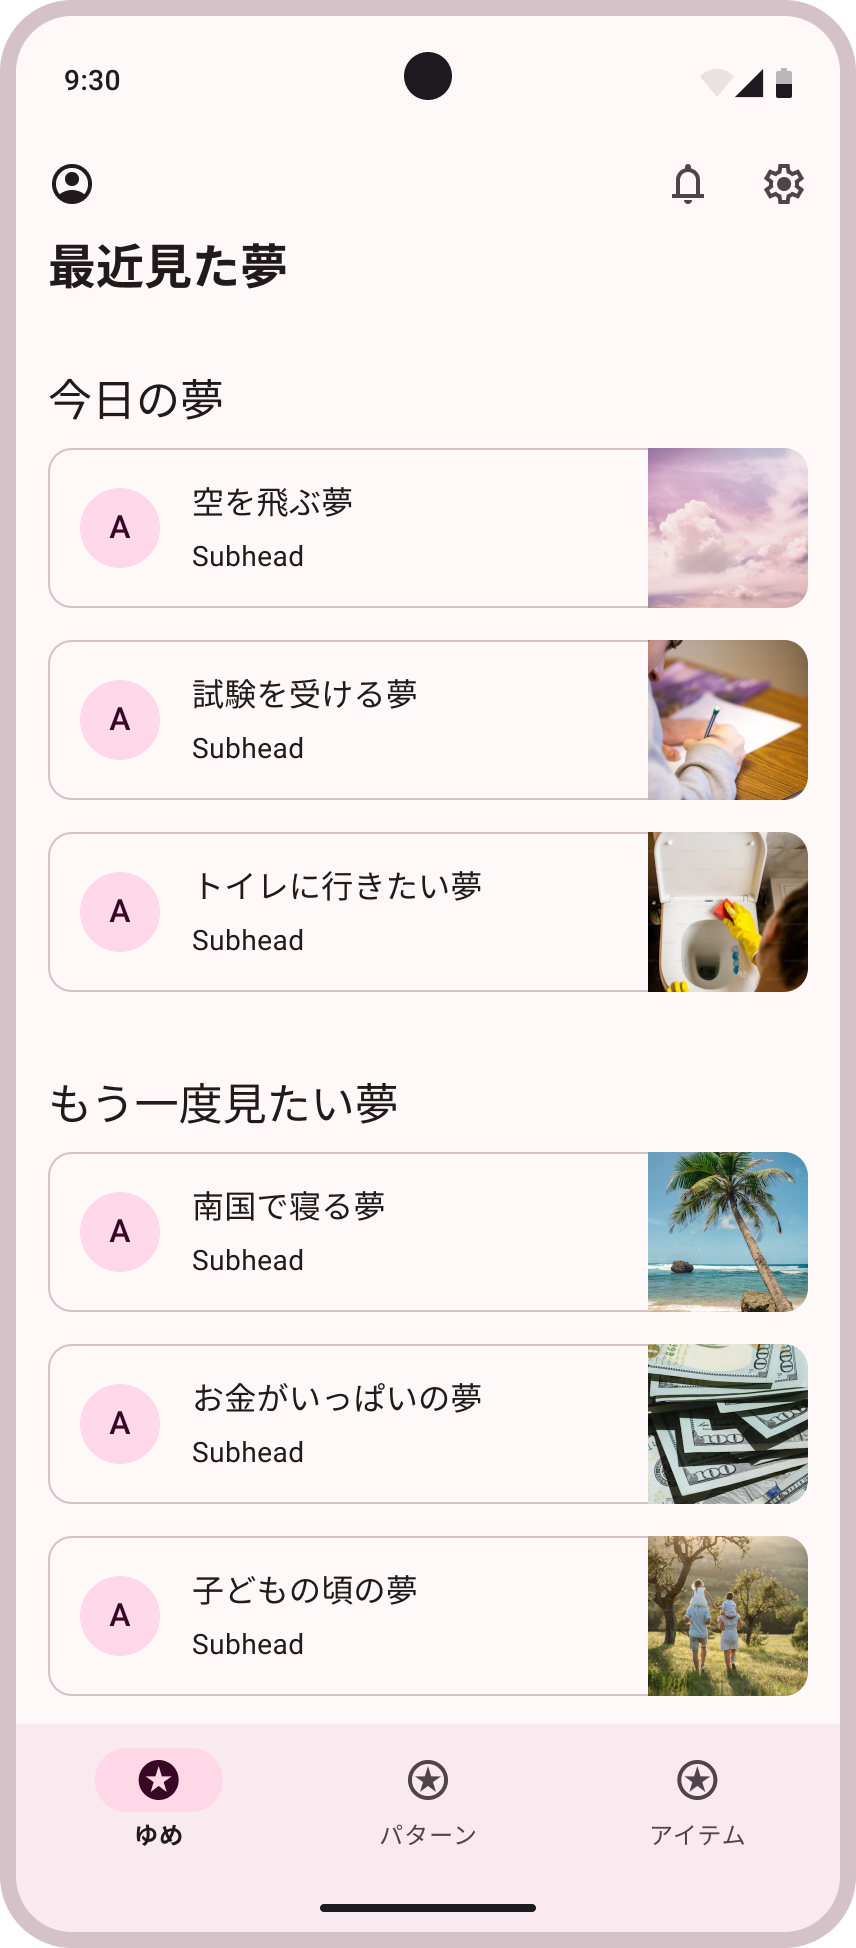 9:30
最近見た夢
今日の夢
A
空を飛ぶ夢
Subhead
A
試験を受ける夢
Subhead
A
トイレに行きたい夢
Subhead
もう一度見たい夢
A
南国で寝る夢
Subhead
A
お金がいっぱいの夢
Subhead
100
100
100
A
子どもの頃の夢
Subhead
ゆめ
パターン
アイテム